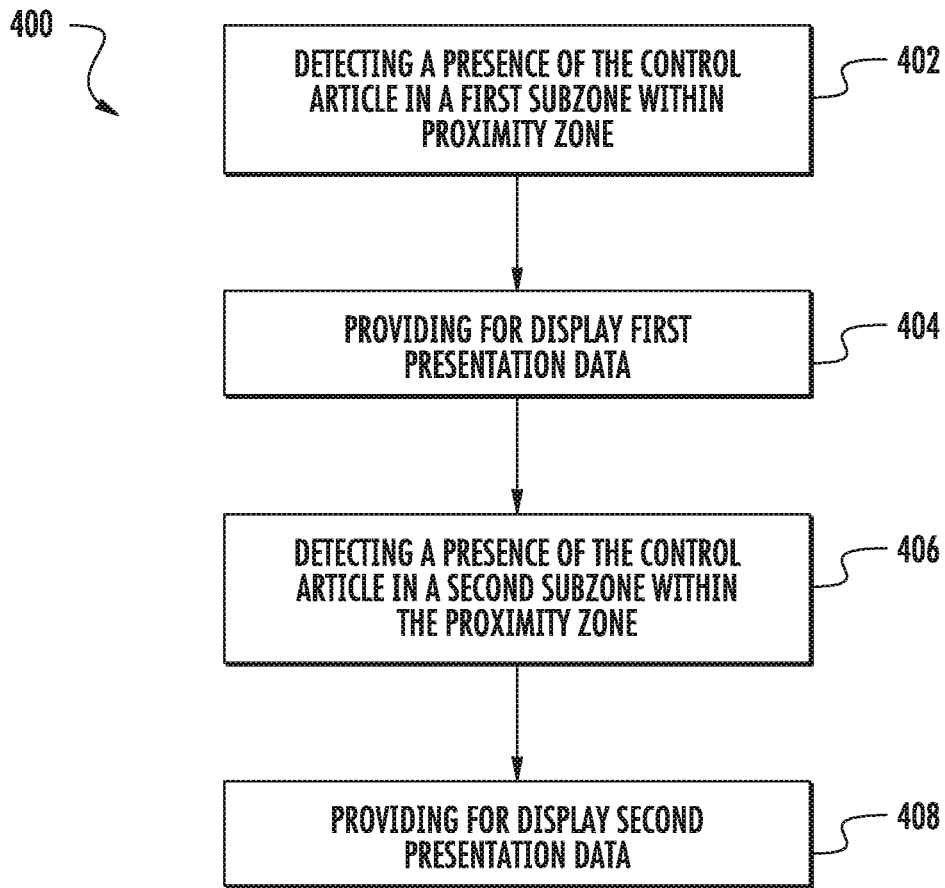 400
DETECTING A PRESENCE OF THE CONTROL
ARTICLE IN A FIRST SUBZONE WITHIN
PROXIMITY ZONE
402
PROVIDING FOR DISPLAY FIRST
PRESENTATION DATA
404
DETECTING A PRESENCE OF THE CONTROL
ARTICLE IN A SECOND SUBZONE WITHIN
THE PROXIMITY ZONE
406
PROVIDING FOR DISPLAY SECOND
PRESENTATION DATA
408